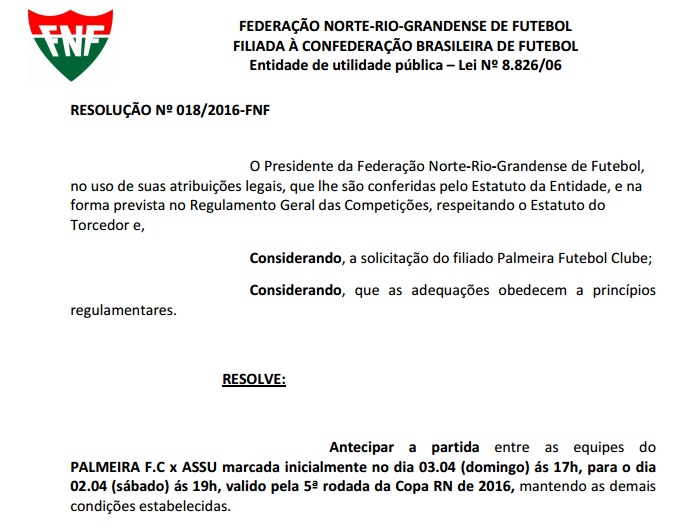 FNF
FEDERAÇÃO NORTE-RIO-GRANDENSE DE FUTEBOL
FILIADA À CONFEDERAÇÃO BRASILEIRA DE FUTEBOL
Entidade de utilidade pública – Lei Nº 8.826/06
RESOLUÇÃO Nº 018/2016-FNF
O Presidente da Federação Norte-Rio-Grandense de Futebol,
no uso de suas atribuições legais, que lhe são conferidas pelo Estatuto da Entidade, e na
forma prevista no Regulamento Geral das Competições, respeitando o Estatuto do
Torcedor e,
Considerando, a solicitação do filiado Palmeira Futebol Clube;
Considerando, que as adequações obedecem a princípios
regulamentares.
RESOLVE:
Antecipar a partida entre as equipes do
PALMEIRA F.C x ASSU marcada inicialmente no dia 03.04 (domingo) ás 17h, para o dia
02.04 (sábado) ás 19h, valido pela 5ª rodada da Copa RN de 2016, mantendo as demais
condições estabelecidas.